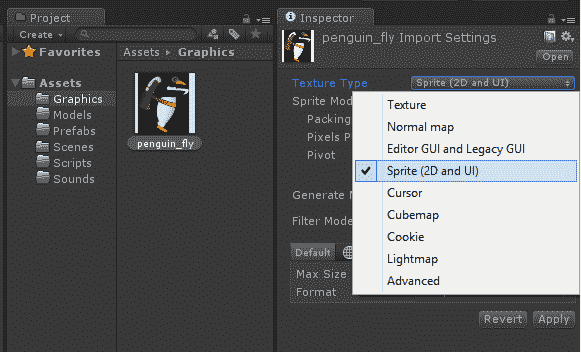 Project
Create
Favorites
Assets
Graphics
Models
Prefabs
Scenes
Scripts
Sounds
Assets Graphics
penguin_fly
Inspector
penguin_fly Import Settings
Open
Texture Type Sprite (2D and UI)
Sprite Mod
Packing
Pixels P
Pivot
Generate M
Filter Mode
Texture
Normal map
Editor GUI and Legacy GUI
Sprite (2D and UI)
Cursor
Cubemap
Cookie
Lightmap
Advanced
Default
Max Size
Format
Revert Apply